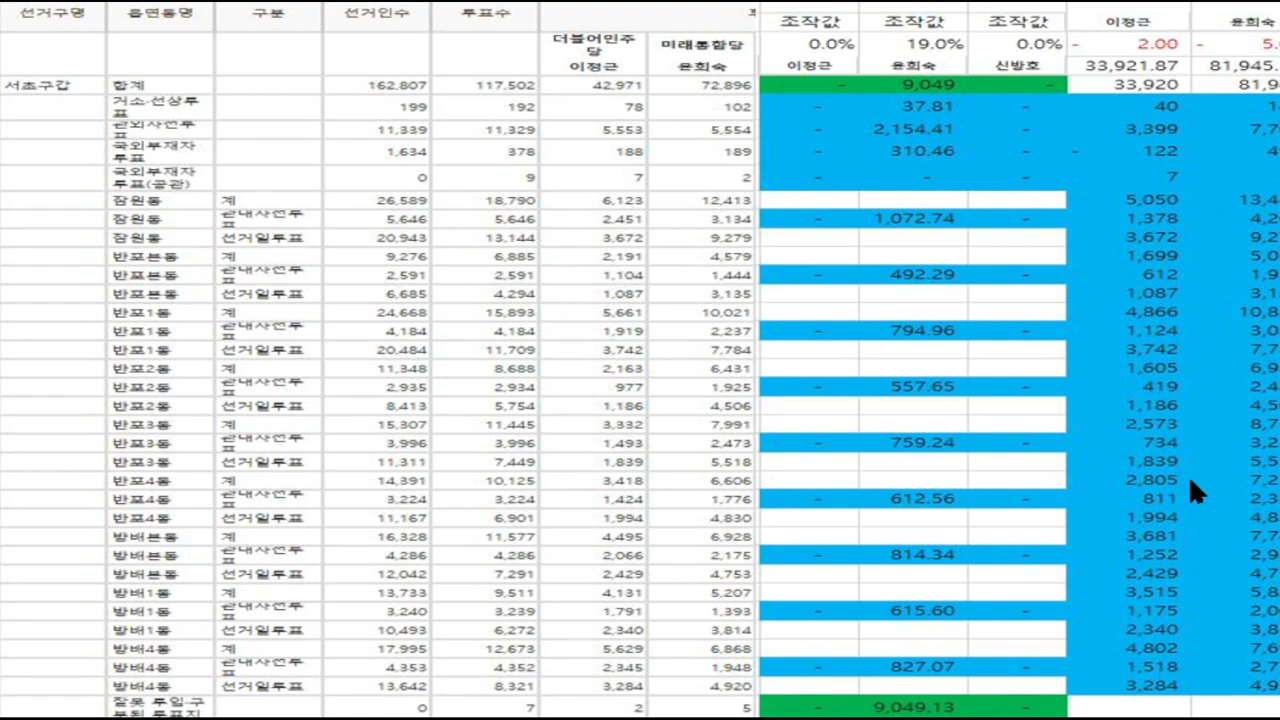 선거구명 읍면동명 구분 선거인수 투표수 조작값 조작값 조작값 이정근 윤희숙
더불어민주당 이정근 미래통합당 윤희숙 0.0% 19.0% 0.0% - 2.00 -
이정근 윤희숙 신방호 33,921.87 81,945.
서초구갑 합계 162,807 117,502 42,971 72,896 - 9,049 - 33,920
거소·선상투표 199 192 78 102 - 37.81 - 40
관외사전투표 11,339 11,329 5,553 5,554 - 2,154.41 - 3,399
국외부재자투표 1,634 378 188 189 - 310.46 - - 122
국외부재자투표(공관) 0 9 7 2 - - - 7
잠원동 계 26,589 18,790 6,123 12,413 5,050
잠원동 관내사전투표 5,646 5,646 2,451 3,134 - 1,072.74 - 1,378
잠원동 선거일투표 20,943 13,144 3,672 9,279 3,672
반포본동 계 9,276 6,885 2,191 4,579 1,699
반포본동 관내사전투표 2,591 2,591 1,104 1,444 - 492.29 - 612
반포본동 선거일투표 6,685 4,294 1,087 3,135 1,087
반포1동 계 24,668 15,893 5,661 10,021 4,866
반포1동 관내사전투표 4,184 4,184 1,919 2,237 - 794.96 - 1,124
반포1동 선거일투표 20,484 11,709 3,742 7,784 3,742
반포2동 계 11,348 8,688 2,163 6,431 1,605
반포2동 관내사전투표 2,935 2,934 977 1,925 - 557.65 - 419
반포2동 선거일투표 8,413 5,754 1,186 4,506 1,186
반포3동 계 15,307 11,445 3,332 7,991 2,573
반포3동 관내사전투표 3,996 3,996 1,493 2,473 - 759.24 - 734
반포3동 선거일투표 11,311 7,449 1,839 5,518 1,839
반포4동 계 14,391 10,125 3,418 6,606 2,805
반포4동 관내사전투표 3,224 3,224 1,424 1,776 - 612.56 - 811
반포4동 선거일투표 11,167 6,901 1,994 4,830 1,994
방배본동 계 16,328 11,577 4,495 6,928 3,681
방배본동 관내사전투표 4,286 4,286 2,066 2,175 - 814.34 - 1,252
방배본동 선거일투표 12,042 7,291 2,429 4,753 2,429
방배1동 계 13,733 9,511 4,131 5,207 3,515
방배1동 관내사전투표 3,240 3,239 1,791 1,393 - 615.60 - 1,175
방배1동 선거일투표 10,493 6,272 2,340 3,814 2,340
방배4동 계 17,995 12,673 5,629 6,868 4,802
방배4동 관내사전투표 4,353 4,352 2,345 1,948 - 827.07 - 1,518
방배4동 선거일투표 13,642 8,321 3,284 4,920 3,284
잘못 투입·구분된 투표지 0 7 2 5 - 9,049.13 -